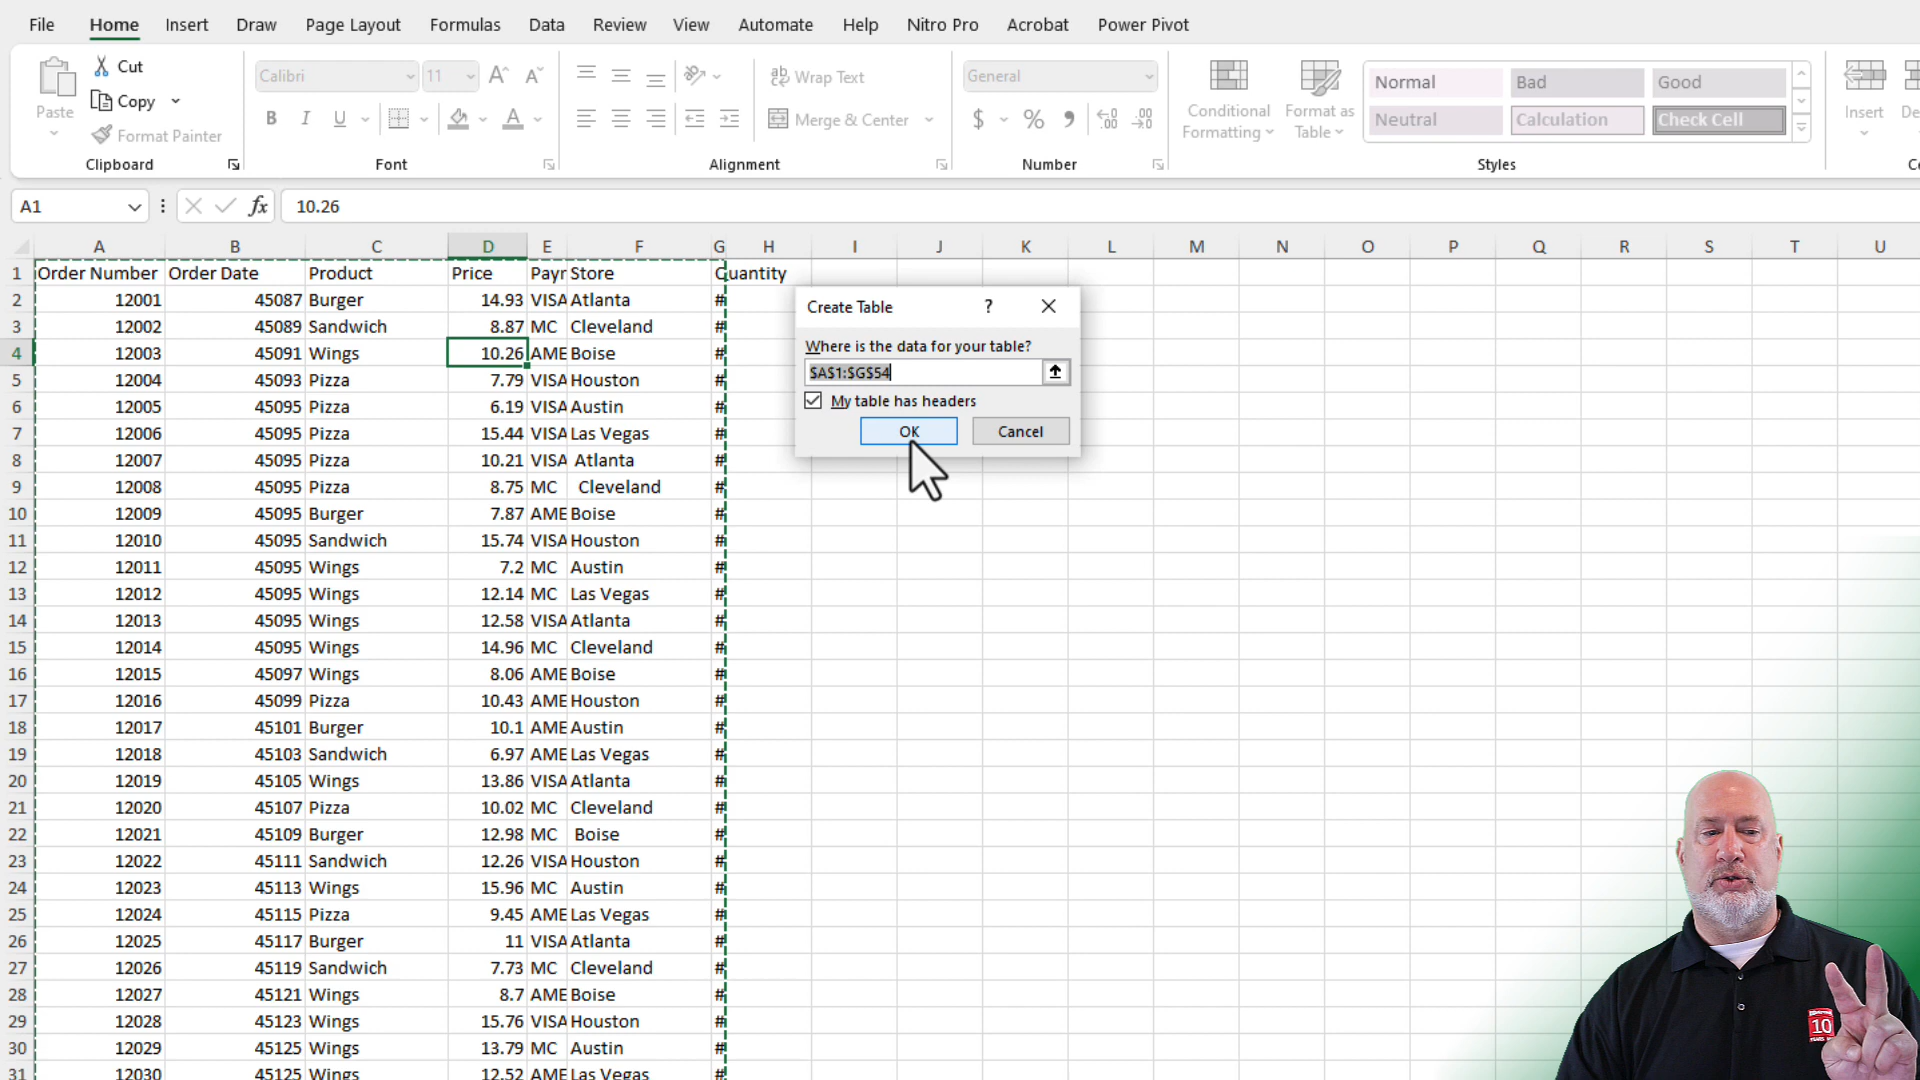 File Home Insert Draw Page Layout Formulas Data Review View Automate Help Nitro Pro Acrobat Power Pivot
Paste Cut Copy Format Painter Clipboard
Calibri 11 B I U A Font
ab Wrap Text Merge & Center Alignment
General $ % Number
Conditional Formatting Format as Table
Normal Bad Good
Neutral Calculation Check Cell
Styles
Insert
A1 fx 10.26
A B C D E F G H I J K L M N O P Q R S T U
1 Order Number Order Date Product Price Store Quantity
2 12001 45087 Burger 14.93 VISA Atlanta #
3 12002 45089 Sandwich 8.87 MC Cleveland #
4 12003 45091 Wings 10.26 AME Boise #
5 12004 45093 Pizza 7.79 VISA Houston #
6 12005 45095 Pizza 6.19 VISA Austin #
7 12006 45095 Pizza 15.44 VISA Las Vegas #
8 12007 45095 Pizza 10.21 VISA Atlanta #
9 12008 45095 Pizza 8.75 MC Cleveland #
10 12009 45095 Burger 7.87 AME Boise #
11 12010 45095 Sandwich 15.74 VISA Houston #
12 12011 45095 Wings 7.2 MC Austin #
13 12012 45095 Wings 12.14 MC Las Vegas #
14 12013 45095 Wings 12.58 VISA Atlanta #
15 12014 45095 Wings 14.96 MC Cleveland #
16 12015 45097 Wings 8.06 AME Boise #
17 12016 45099 Pizza 10.43 AME Houston #
18 12017 45101 Burger 10.1 AME Austin #
19 12018 45103 Sandwich 6.97 AME Las Vegas #
20 12019 45105 Wings 13.86 VISA Atlanta #
21 12020 45107 Pizza 10.02 MC Cleveland #
22 12021 45109 Burger 12.98 MC Boise #
23 12022 45111 Sandwich 12.26 VISA Houston #
24 12023 45113 Wings 15.96 MC Austin #
25 12024 45115 Pizza 9.45 AME Las Vegas #
26 12025 45117 Burger 11 VISA Atlanta #
27 12026 45119 Sandwich 7.73 MC Cleveland #
28 12027 45121 Wings 8.7 AME Boise #
29 12028 45123 Wings 15.76 VISA Houston #
30 12029 45125 Wings 13.79 MC Austin #
31 12030 45125 Wings 12.52 AME Las Vegas #
Create Table ?
Where is the data for your table?
$A$1:$G$54
My table has headers
OK Cancel
10